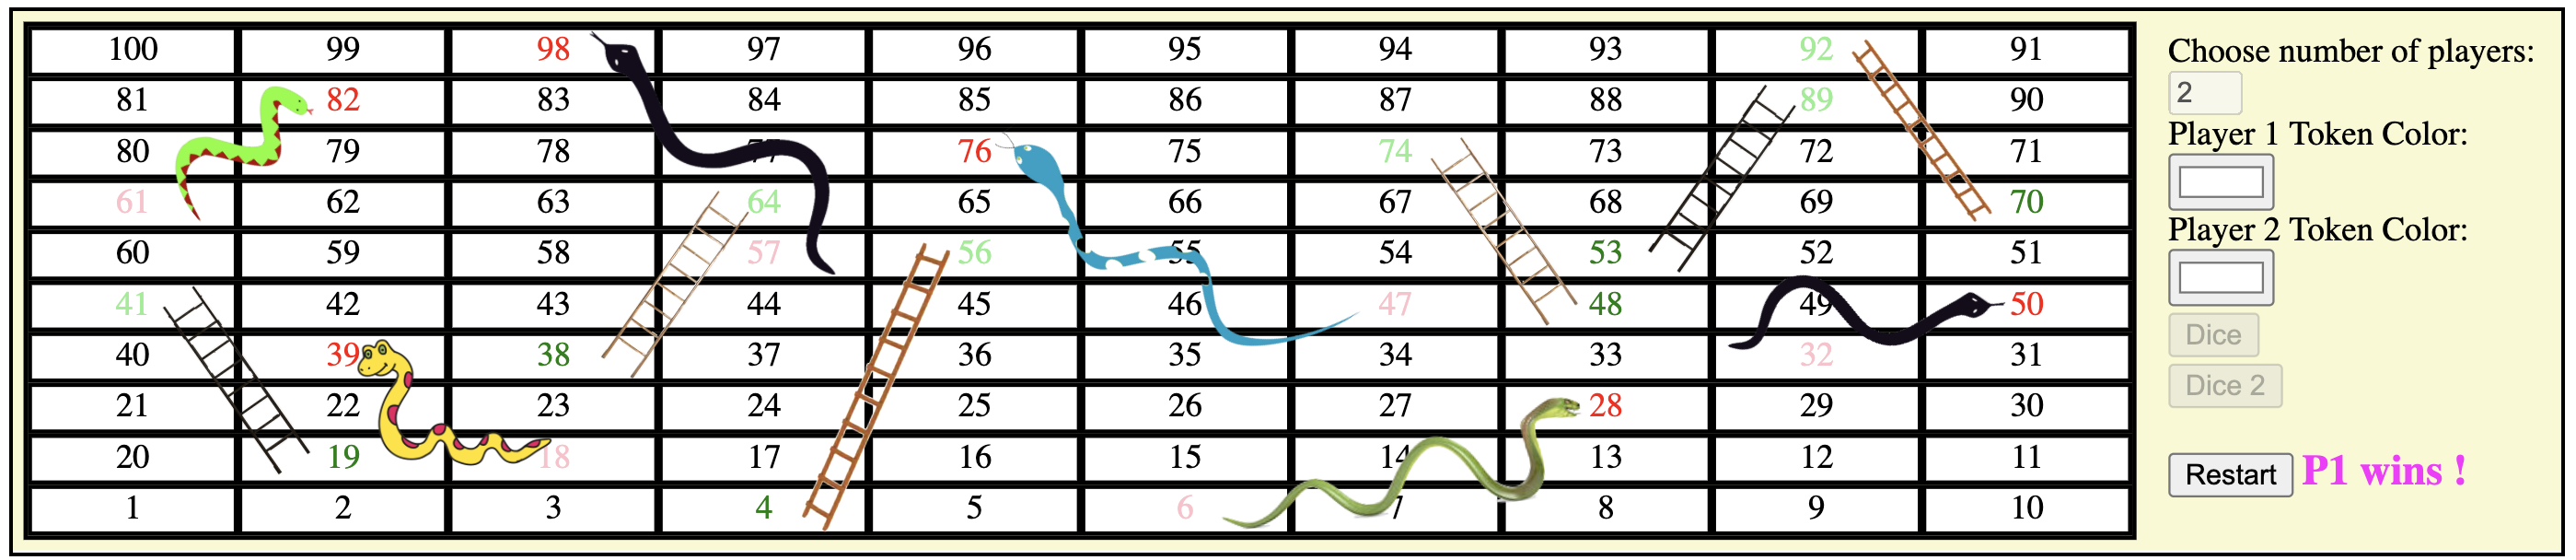 100 99 98 97 96 95 94 93 92 91
81 82 83 84 85 86 87 88 89 90
80 79 78 77 76 75 74 73 72 71
61 62 63 64 65 66 67 68 69 70
60 59 58 57 56 55 54 53 52 51
41 42 43 44 45 46 47 48 49 50
40 39 38 37 36 35 34 33 32 31
21 22 23 24 25 26 27 28 29 30
20 19 18 17 16 15 14 13 12 11
1 2 3 4 5 6 7 8 9 10
Choose number of players:
2
Player 1 Token Color:
Player 2 Token Color:
Dice
Dice 2
Restart P1 wins !